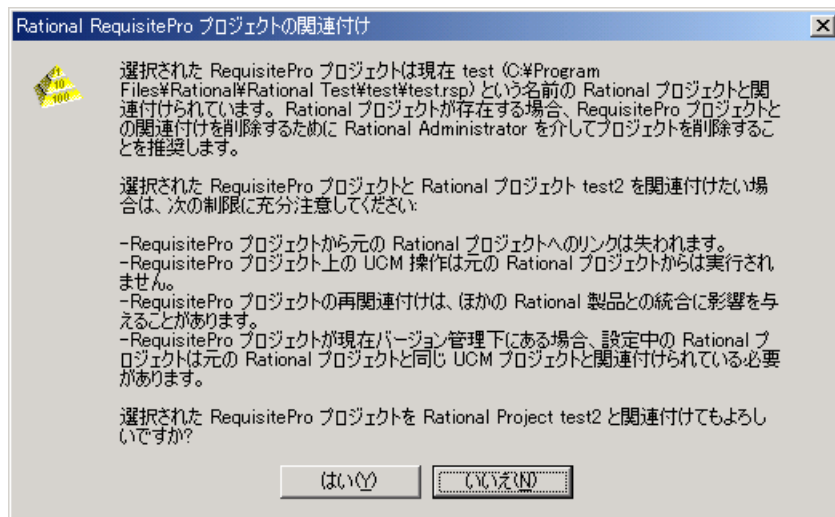 Rational RequisitePro プロジェクトの関連付け
1
10
100
選択された RequisitePro プロジェクトは現在 test (C:¥Program
Files¥Rational¥Rational Test¥test¥test.rsp) という名前の Rational プロジェクトと関
連付けられています。 Rational プロジェクトが存在する場合、RequisitePro プロジェクトと
の関連付けを削除するために Rational Administrator を介してプロジェクトを削除するこ
とを推奨します。
選択された RequisitePro プロジェクトと Rational プロジェクト test2 を関連付けたい場
合は、次の制限に充分注意してください:
-RequisitePro プロジェクトから元の Rational プロジェクトへのリンクは失われます。
-RequisitePro プロジェクト上の UCM 操作は元の Rational プロジェクトからは実行され
ません。
-RequisitePro プロジェクトの再関連付けは、ほかの Rational 製品との統合に影響を与
えることがあります。
-RequisitePro プロジェクトが現在バージョン管理下にある場合、設定中の Rational プ
ロジェクトは元の Rational プロジェクトと同じ UCM プロジェクトと関連付けられている必要
があります。
選択された RequisitePro プロジェクトを Rational Project test2 と関連付けてもよろし
いですか?
はい(Y)
いいえ(N)